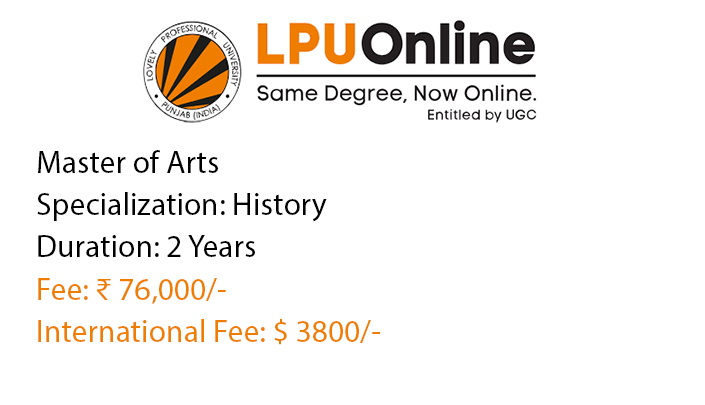 LOVELY PROFESSIONAL UNIVERSITY
PUNJAB (INDIA)
LPUOnline
Same Degree, Now Online.
Entitled by UGC
Master of Arts
Specialization: History
Duration: 2 Years
Fee: ₹ 76,000/-
International Fee: $ 3800/-